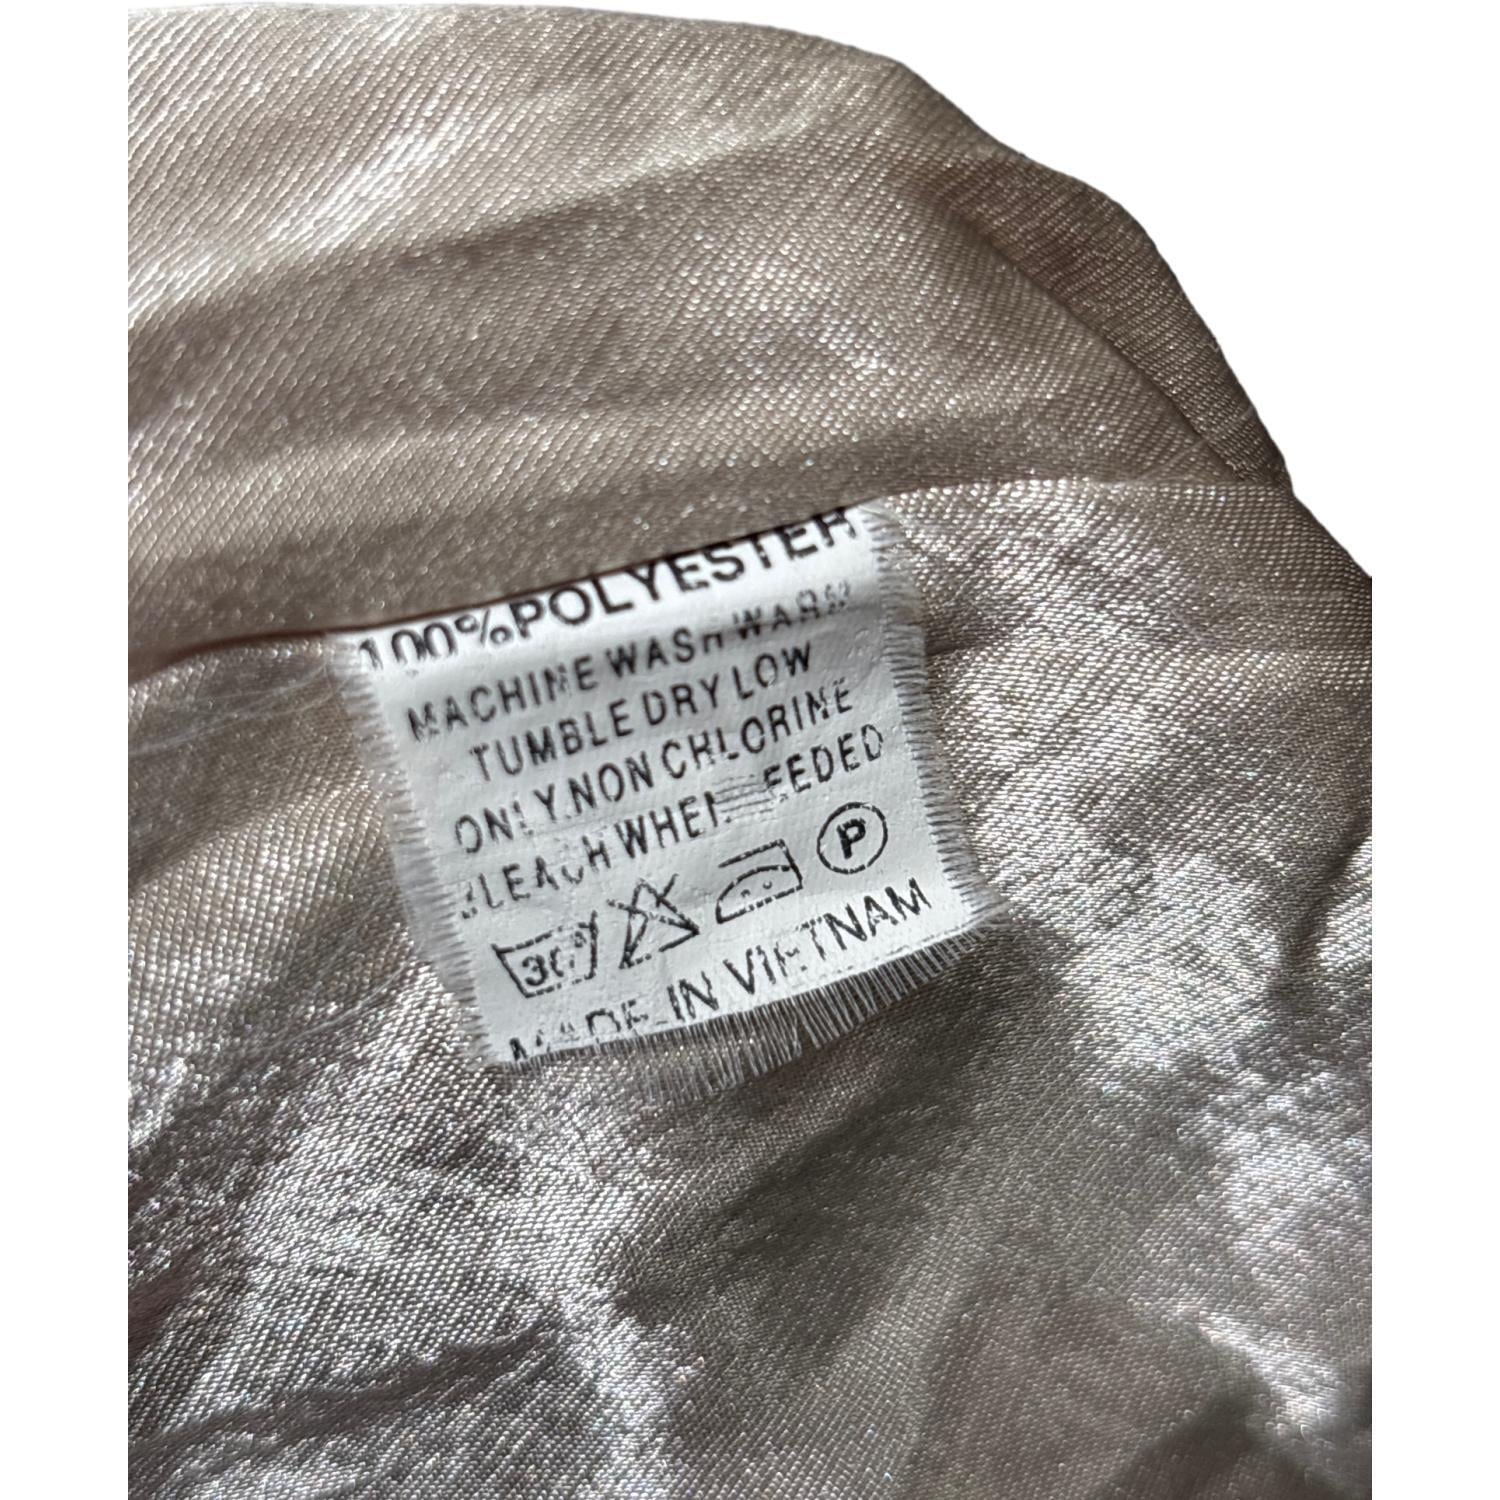 100%POLYESTER
MACHINE WASH WARM
TUMBLE DRY LOW
ONLY.NON CHLORINE
BLEACH WHEN NEEDED
30° P
MADE IN VIETNAM